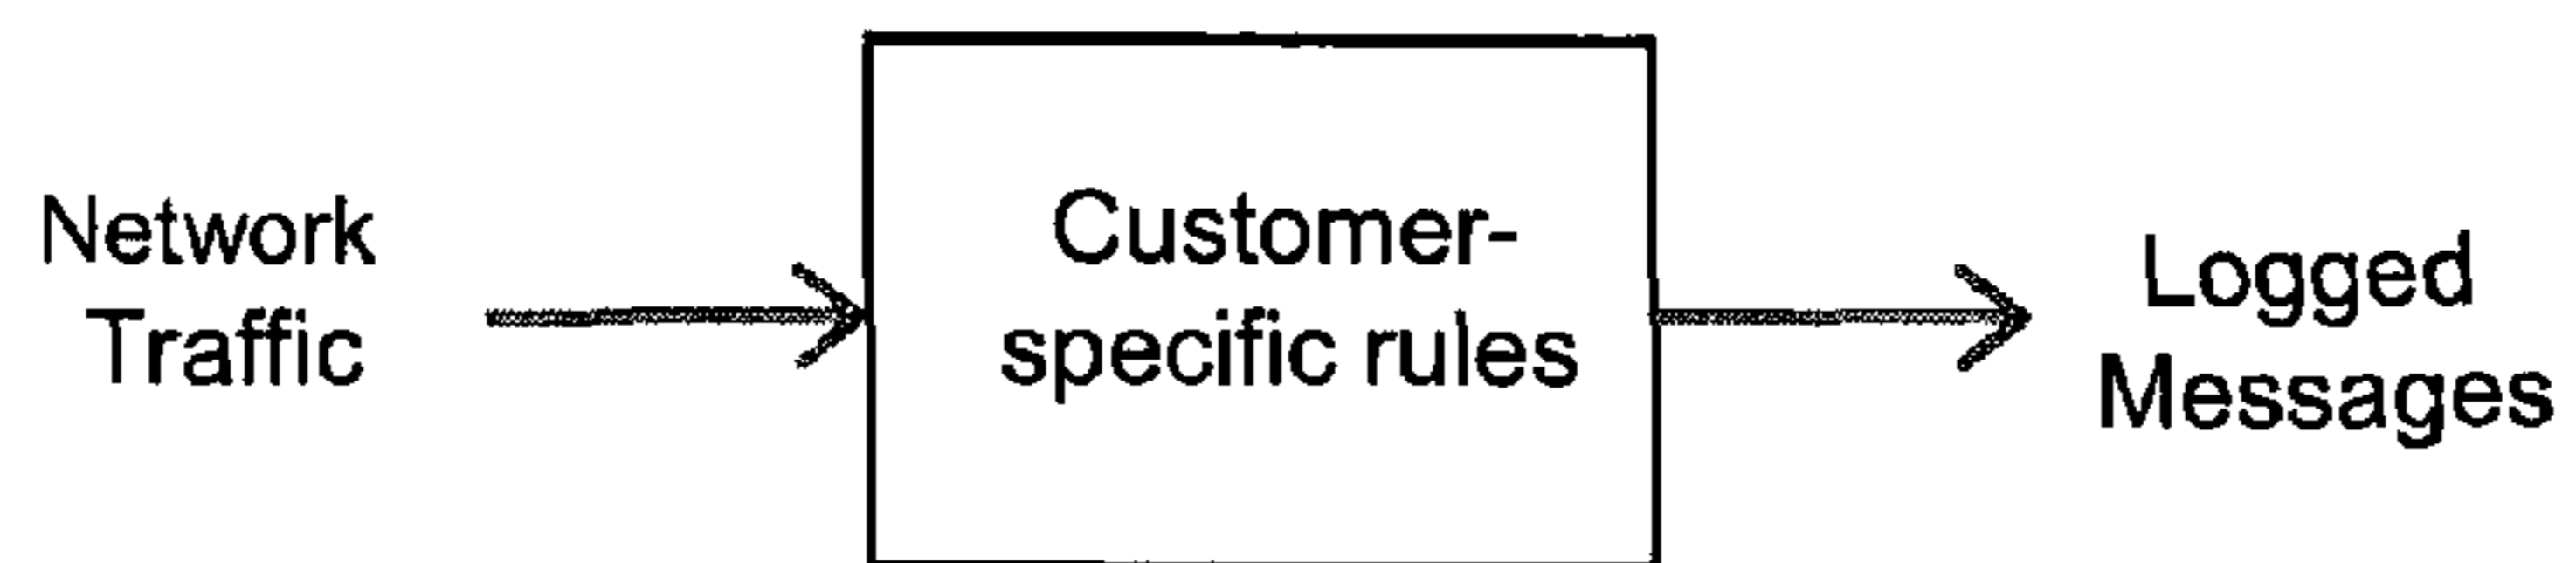 Network
Traffic
Customer-
specific rules
Logged
Messages